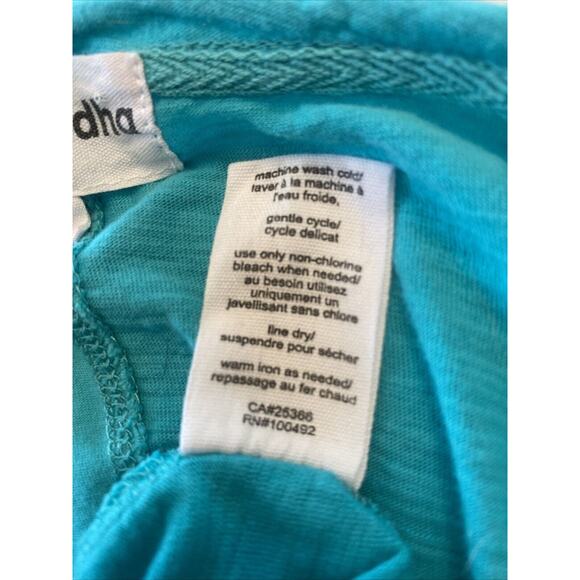 dha
machine wash cold/
laver à la machine à
l'eau froide,
gentle cycle/
cycle delicat
use only non-chlorine
bleach when needed/
au besoin utilisez
uniquement un
javellisant sans chlore
line dry/
suspendre pour sécher
warm iron as needed/
repassage au fer chaud
CA#25366
RN#100492